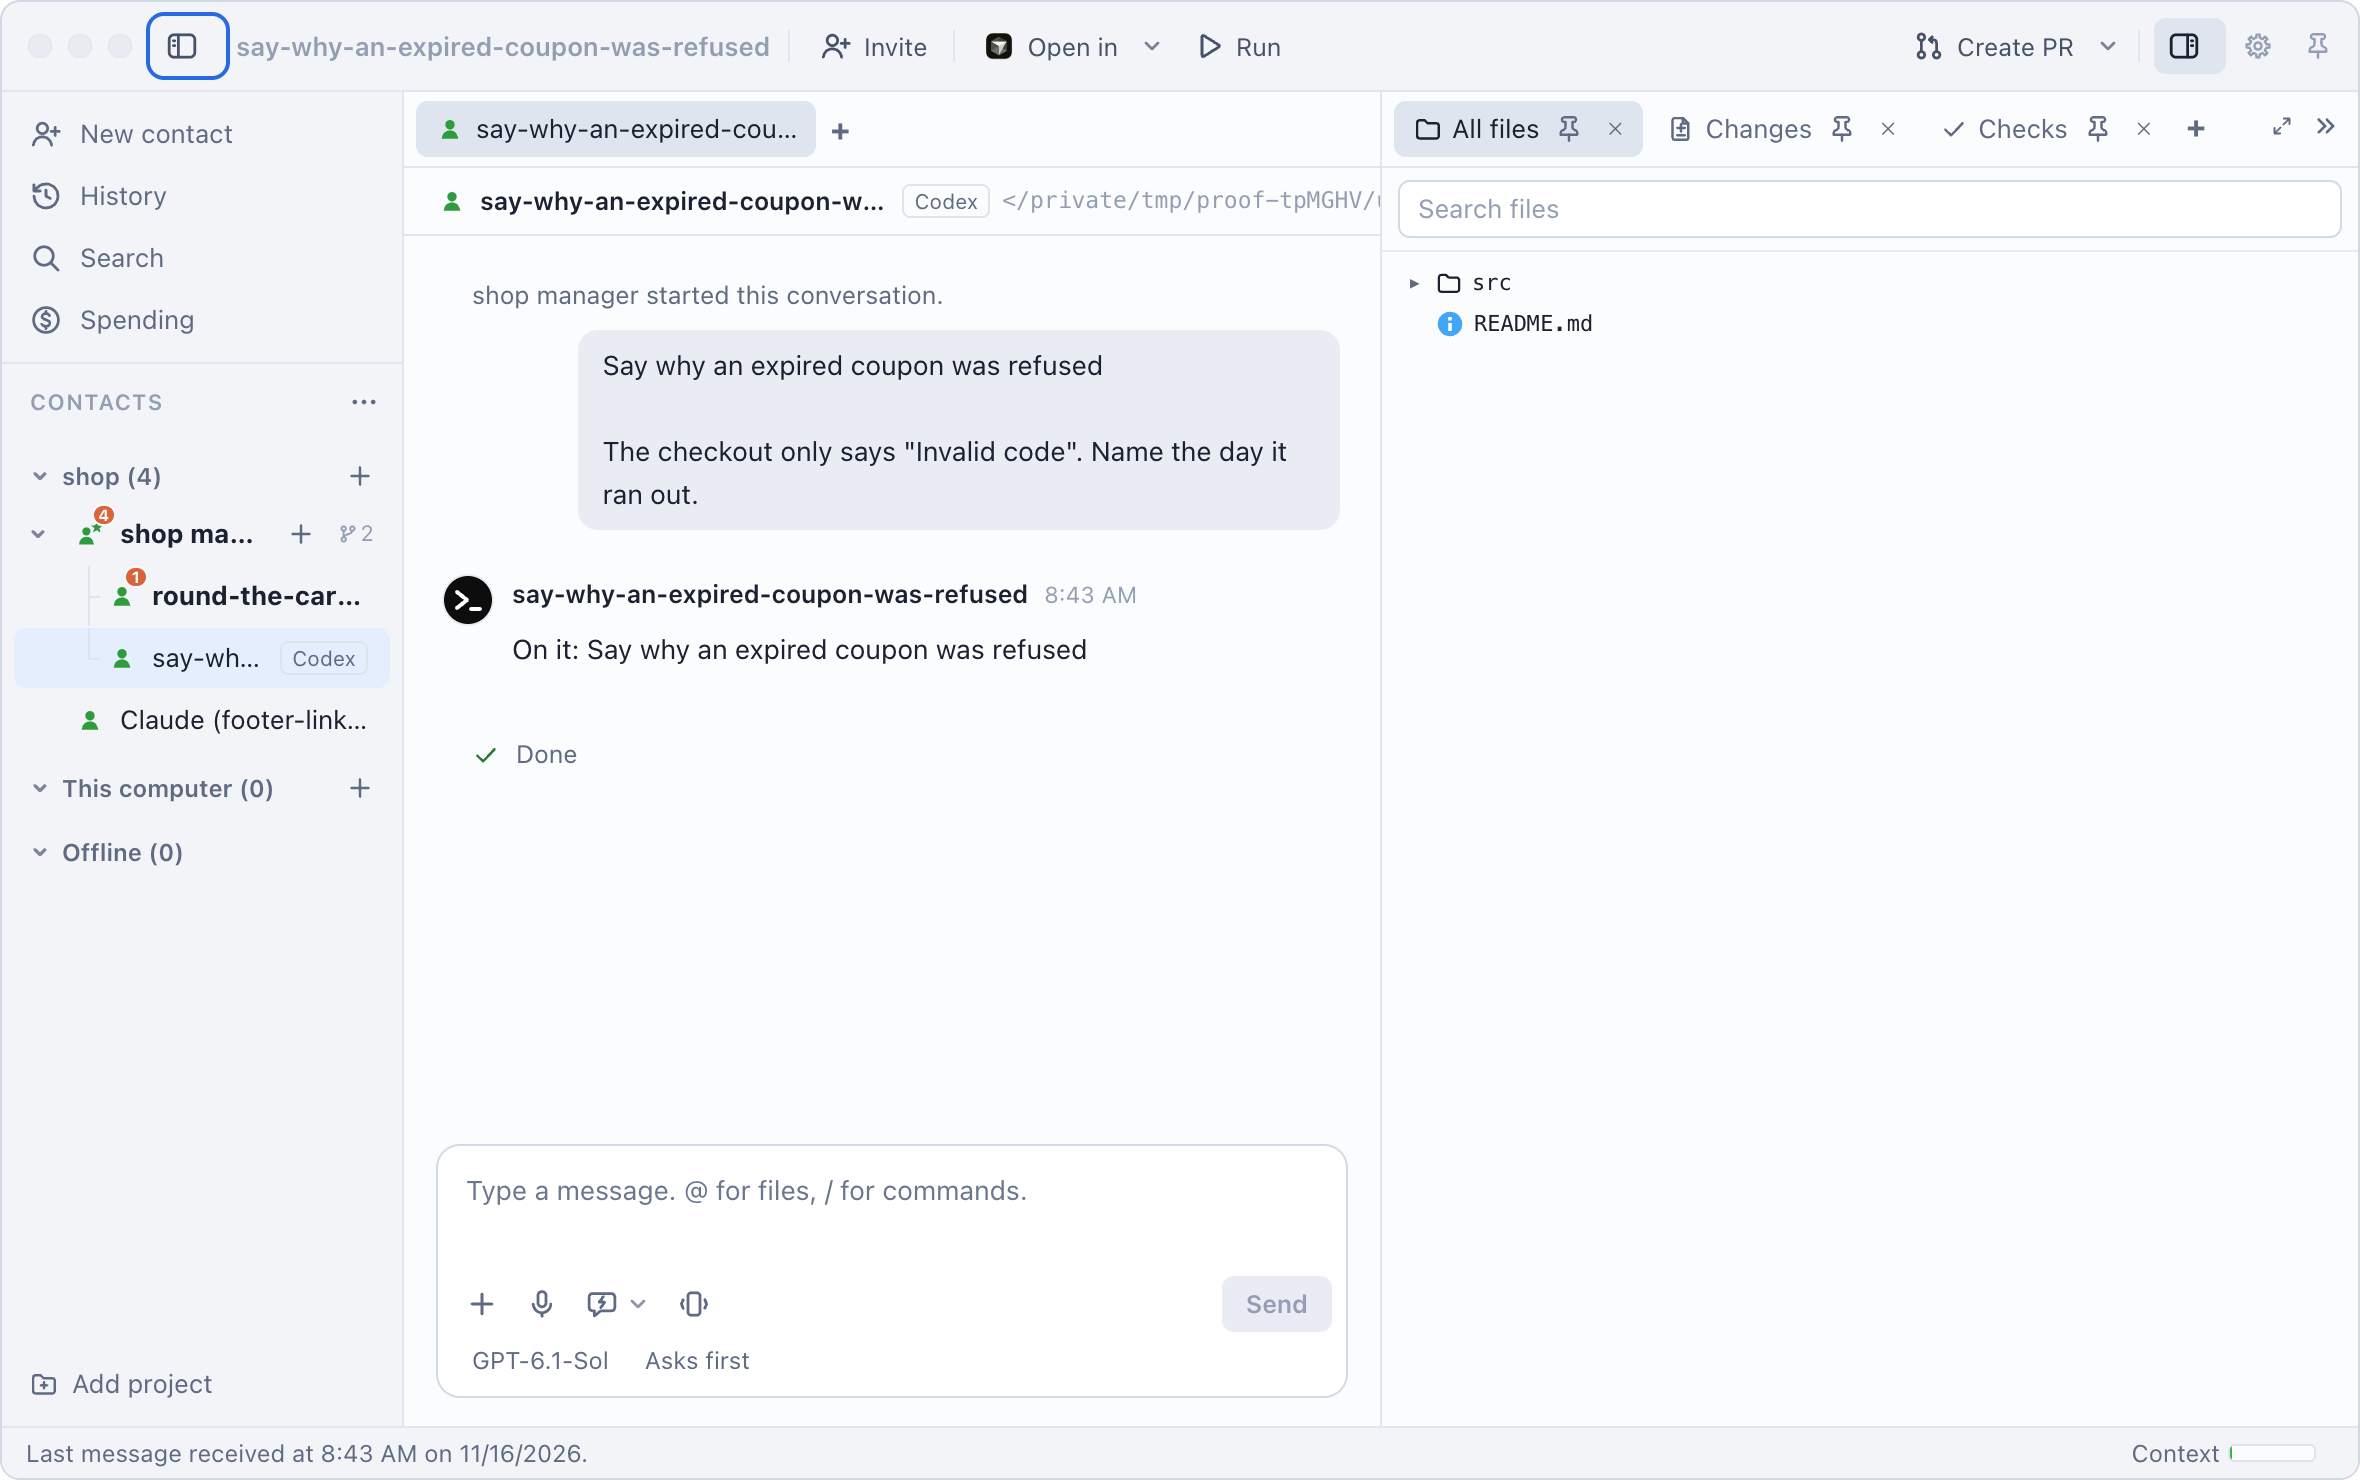 say-why-an-expired-coupon-was-refused
Invite
Open in
Run
Create PR
New contact
History
Search
Spending
CONTACTS
shop (4)
4
shop ma...
2
1
round-the-car...
say-wh...
Codex
Claude (footer-link...
This computer (0)
Offline (0)
Add project
say-why-an-expired-cou...
say-why-an-expired-coupon-w...
Codex
</private/tmp/proof-tpMGHV/
shop manager started this conversation.
Say why an expired coupon was refused
The checkout only says "Invalid code". Name the day it
ran out.
say-why-an-expired-coupon-was-refused 8:43 AM
On it: Say why an expired coupon was refused
Done
Type a message. @ for files, / for commands.
Send
GPT-6.1-Sol
Asks first
All files
Changes
Checks
Search files
src
README.md
Last message received at 8:43 AM on 11/16/2026.
Context